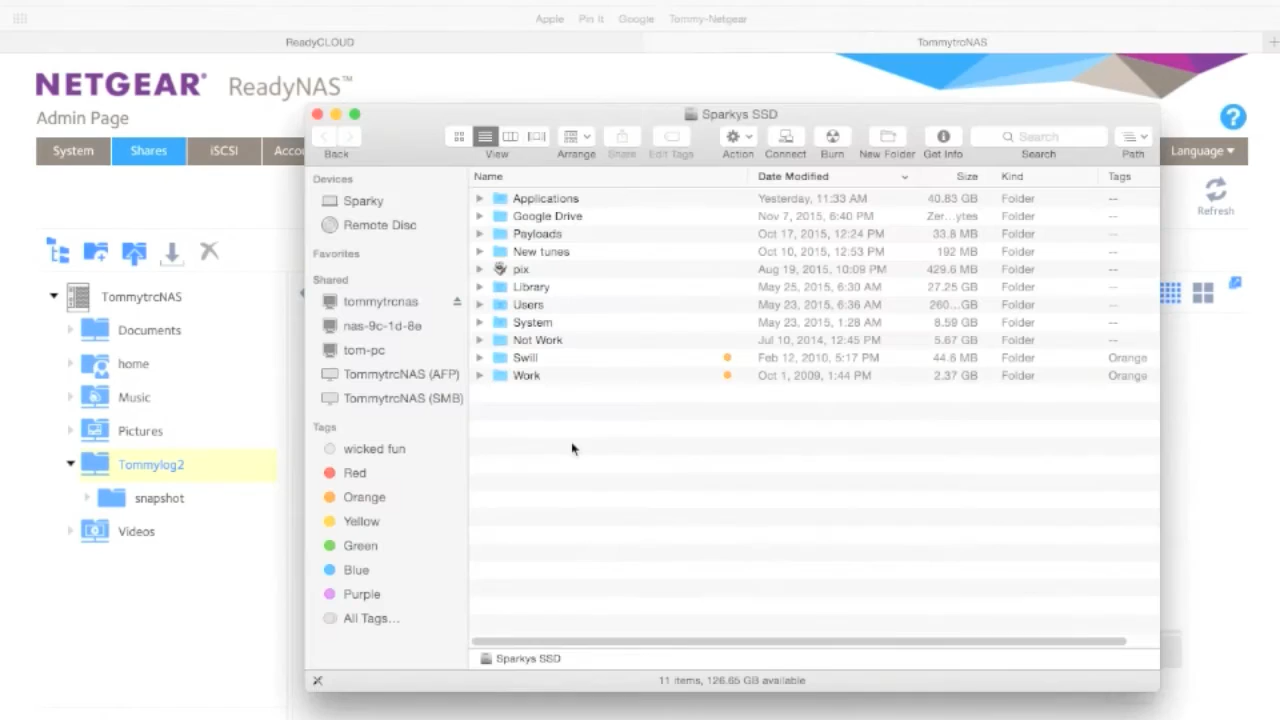 Apple Pin It Google Tommy-Netgear
ReadyCLOUD TommytrcNAS +
NETGEAR® ReadyNAS™
Admin Page
?
System Shares iSCSI Accou Language
Refresh
TommytrcNAS
Documents
home
Music
Pictures
Tommylog2
snapshot
Videos
Sparkys SSD
Search
Back View Arrange Share Edit Tags Action Connect Burn New Folder Get Info Search Path
Devices
Sparky
Remote Disc
Favorites
Shared
tommytrcnas
nas-9c-1d-8e
tom-pc
TommytrcNAS (AFP)
TommytrcNAS (SMB)
Tags
wicked fun
Red
Orange
Yellow
Green
Blue
Purple
All Tags...
Name Date Modified Size Kind Tags
Applications Yesterday, 11:33 AM 40.83 GB Folder --
Google Drive Nov 7, 2015, 6:40 PM Zer...ytes Folder --
Payloads Oct 17, 2015, 12:24 PM 33.8 MB Folder --
New tunes Oct 10, 2015, 12:53 PM 192 MB Folder --
pix Aug 19, 2015, 10:09 PM 429.6 MB Folder --
Library May 25, 2015, 6:30 AM 27.25 GB Folder --
Users May 23, 2015, 6:36 AM 260...GB Folder --
System May 23, 2015, 1:28 AM 8.59 GB Folder --
Not Work Jul 10, 2014, 12:45 PM 5.67 GB Folder --
Swill Feb 12, 2010, 5:17 PM 44.6 MB Folder Orange
Work Oct 1, 2009, 1:44 PM 2.37 GB Folder Orange
Sparkys SSD
11 items, 126.65 GB available